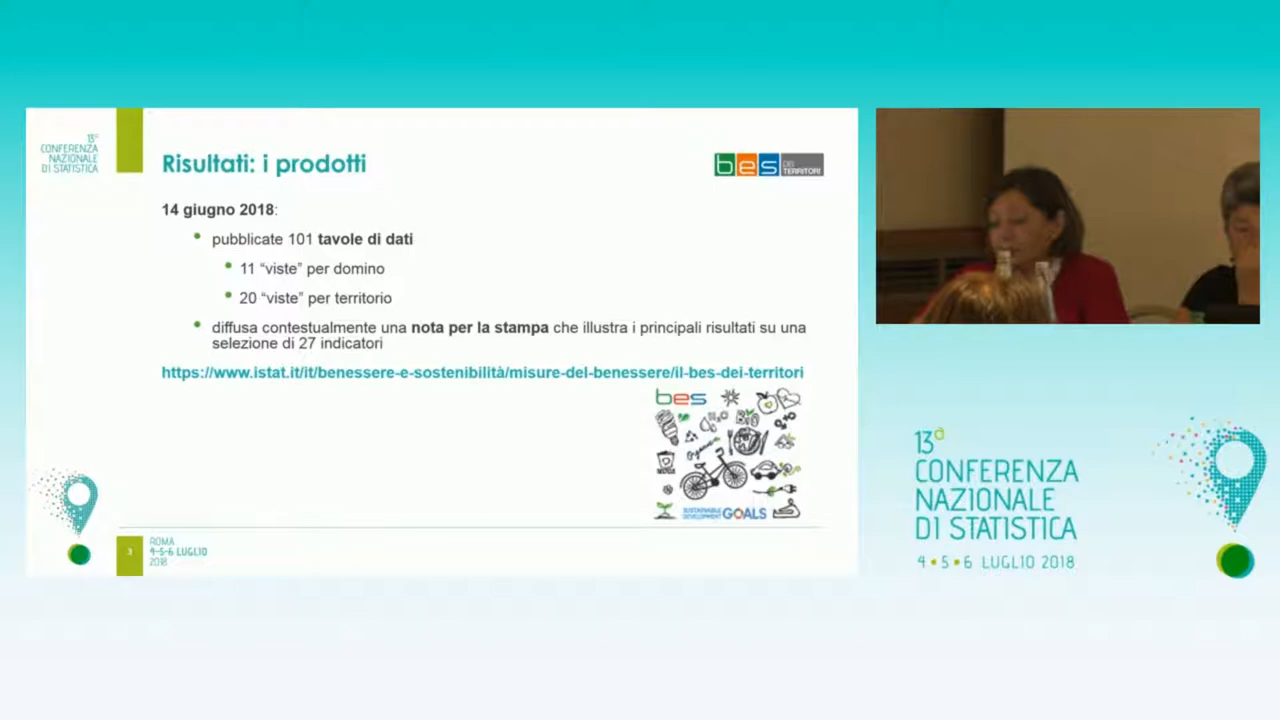 13ª
CONFERENZA
NAZIONALE
DI STATISTICA
Risultati: i prodotti
bes DEI
TERRITORI
14 giugno 2018:
pubblicate 101 tavole di dati
11 “viste” per domino
20 “viste” per territorio
diffusa contestualmente una nota per la stampa che illustra i principali risultati su una
selezione di 27 indicatori
https://www.istat.it/it/benessere-e-sostenibilità/misure-del-benessere/il-bes-dei-territori
bes
BIO
Organic
SUSTAINABLE
DEVELOPMENT GOALS
3
ROMA
4-5-6 LUGLIO
2018
13ª
CONFERENZA
NAZIONALE
DI STATISTICA
4•5•6 LUGLIO 2018